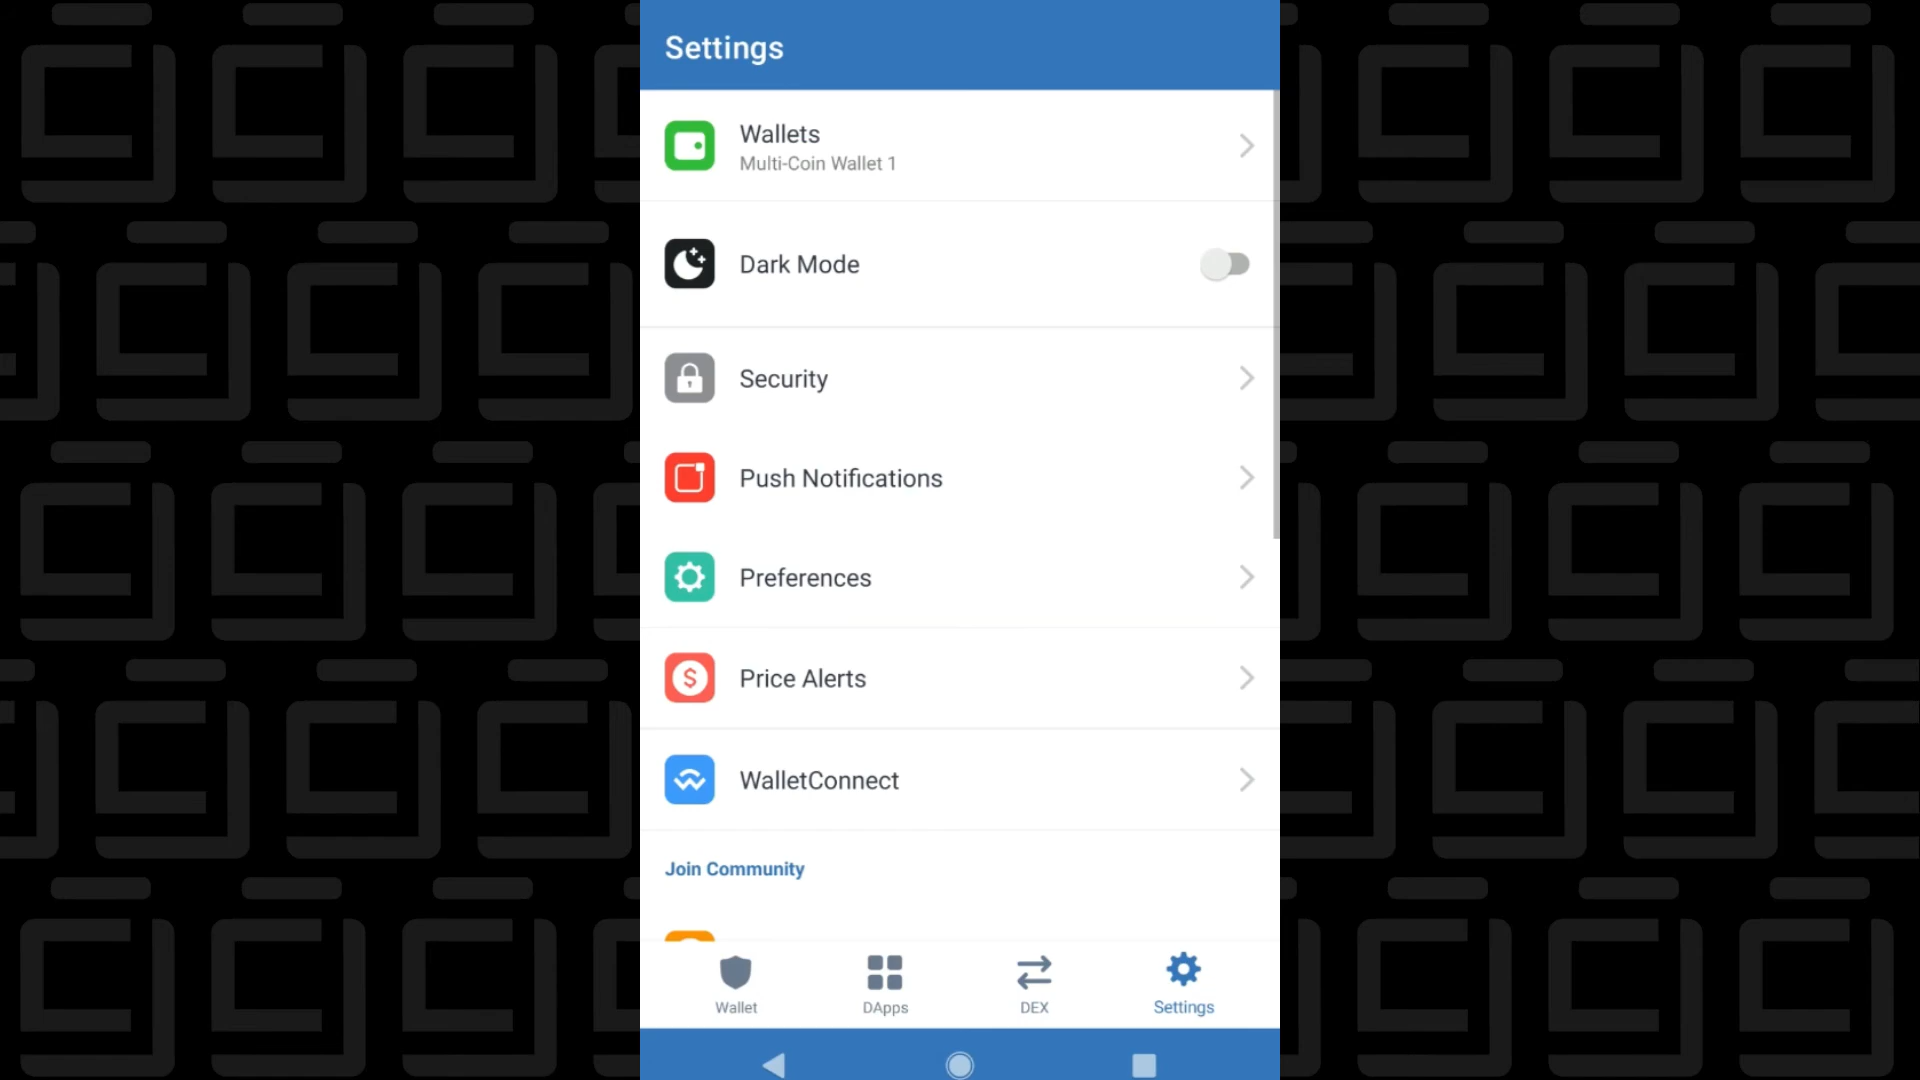 Settings
Wallets
Multi-Coin Wallet 1
Dark Mode
Security
Push Notifications
Preferences
Price Alerts
WalletConnect
Join Community
Wallet
DApps
DEX
Settings